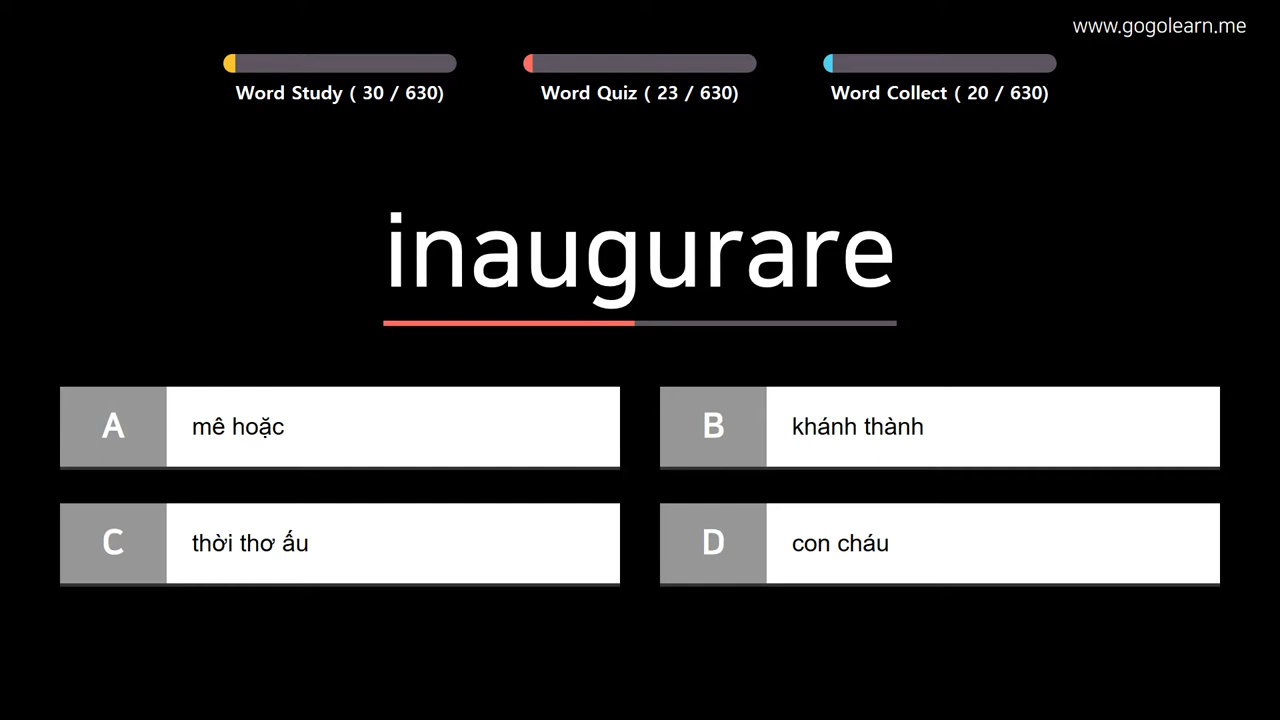 www.gogolearn.me
Word Study ( 30 / 630)
Word Quiz ( 23 / 630)
Word Collect ( 20 / 630)
inaugurare
A mê hoặc
B khánh thành
C thời thơ ấu
D con cháu